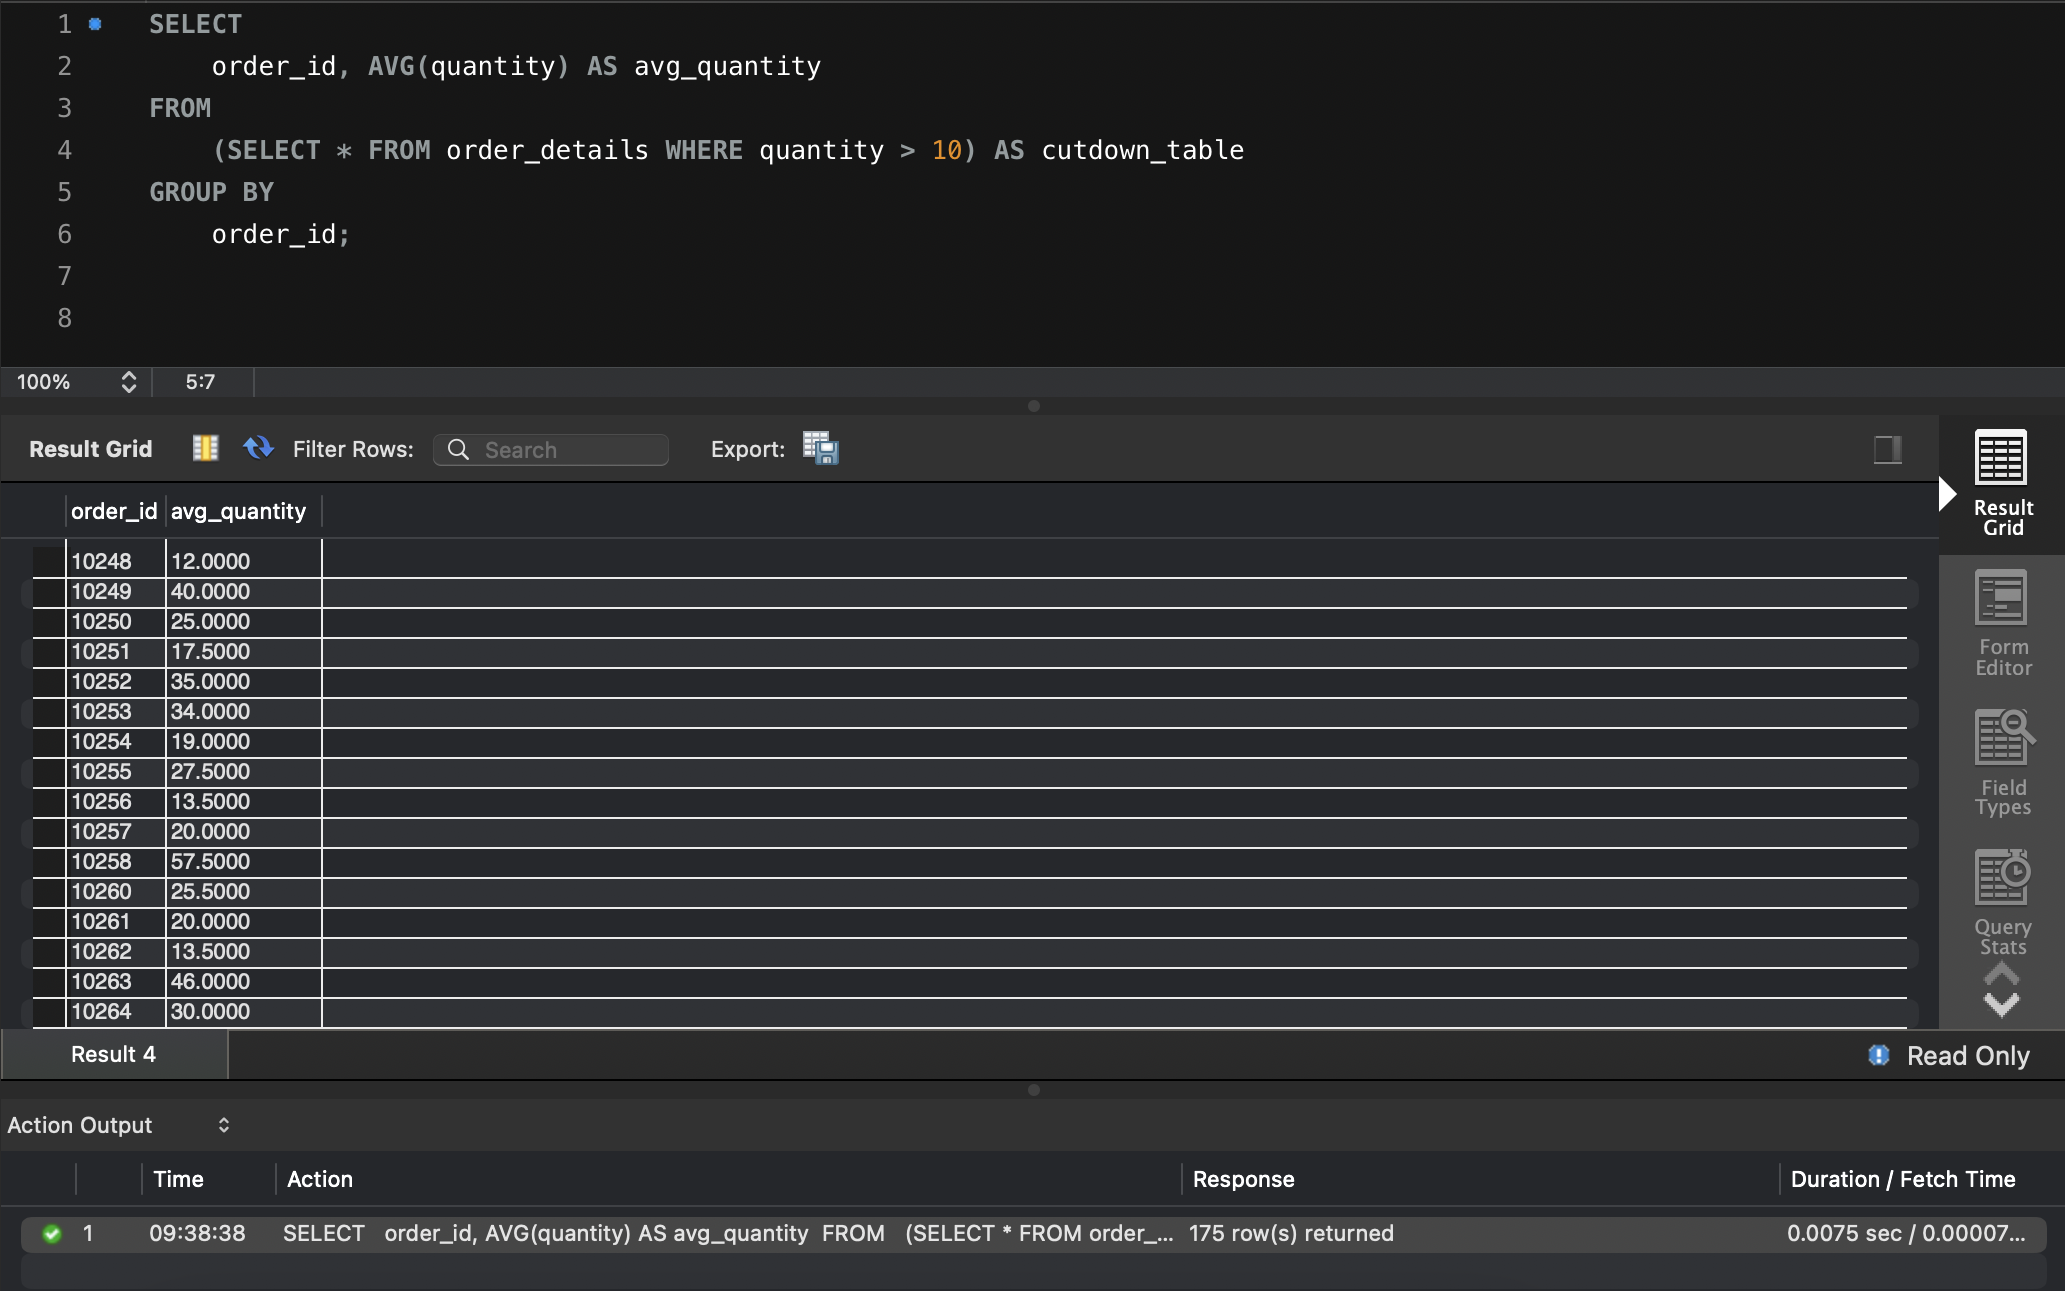 1 SELECT
2 order_id, AVG(quantity) AS avg_quantity
3 FROM
4 (SELECT * FROM order_details WHERE quantity > 10) AS cutdown_table
5 GROUP BY
6 order_id;
7
8
100% 5:7
Result Grid Filter Rows: Search Export:
order_id avg_quantity
10248 12.0000
10249 40.0000
10250 25.0000
10251 17.5000
10252 35.0000
10253 34.0000
10254 19.0000
10255 27.5000
10256 13.5000
10257 20.0000
10258 57.5000
10260 25.5000
10261 20.0000
10262 13.5000
10263 46.0000
10264 30.0000
Result
Grid
Form
Editor
Field
Types
Query
Stats
Result 4 Read Only
Action Output
Time Action Response Duration / Fetch Time
1 09:38:38 SELECT order_id, AVG(quantity) AS avg_quantity FROM (SELECT * FROM order_... 175 row(s) returned 0.0075 sec / 0.00007...